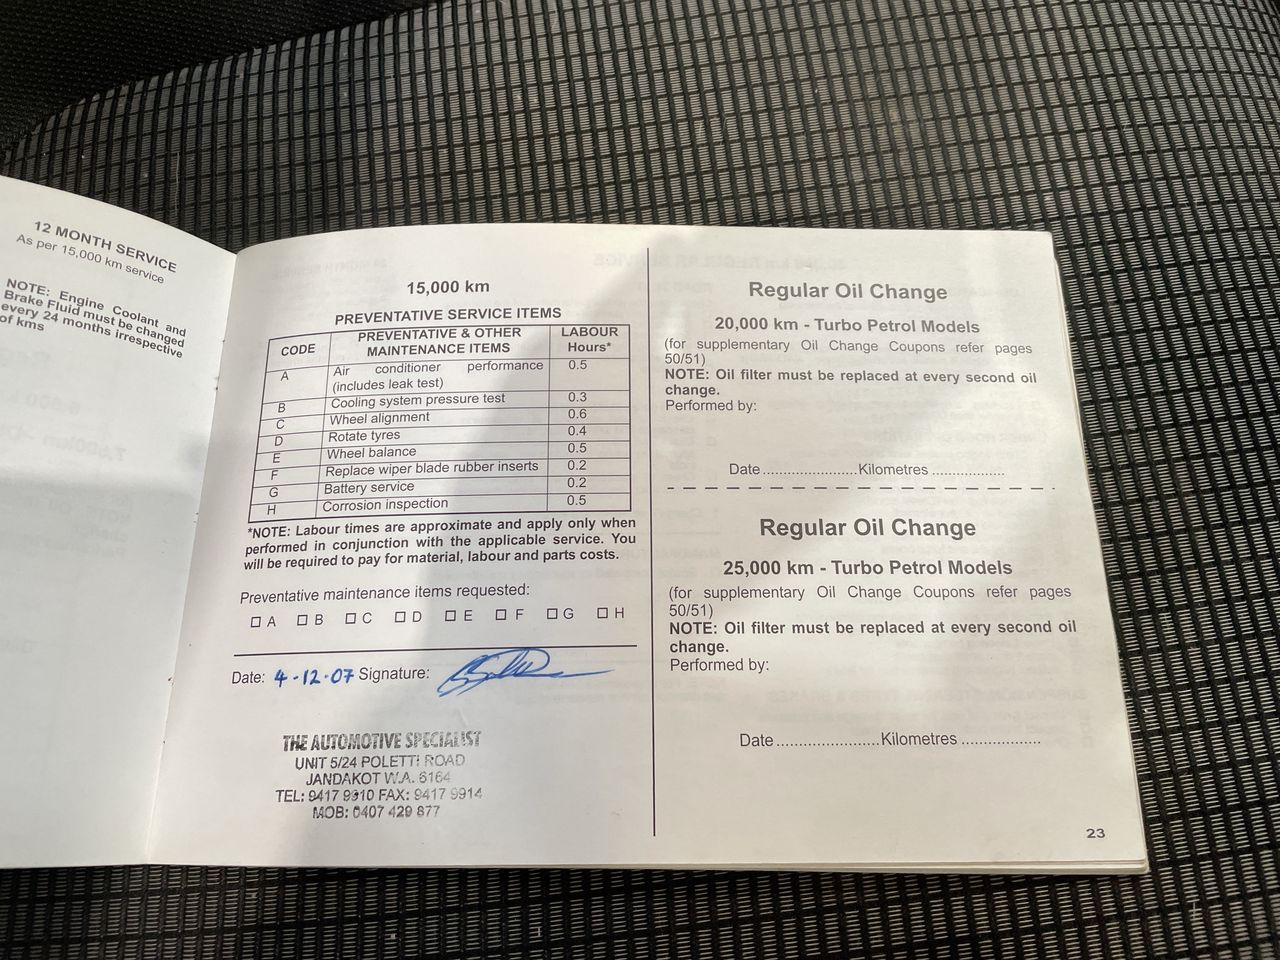 12 MONTH SERVICE
As per 15,000 km service
NOTE: Engine Coolant and
Brake Fluid must be changed
every 24 months irrespective
of kms
15,000 km
PREVENTATIVE SERVICE ITEMS
CODE PREVENTATIVE & OTHER MAINTENANCE ITEMS LABOUR Hours*
A Air conditioner performance (includes leak test) 0.5
B Cooling system pressure test 0.3
C Wheel alignment 0.6
D Rotate tyres 0.4
E Wheel balance 0.5
F Replace wiper blade rubber inserts 0.2
G Battery service 0.2
H Corrosion inspection 0.5
*NOTE: Labour times are approximate and apply only when
performed in conjunction with the applicable service. You
will be required to pay for material, labour and parts costs.
Preventative maintenance items requested:
☐ A ☐ B ☐ C ☐ D ☐ E ☐ F ☐ G ☐ H
Date: 4-12-07 Signature:
THE AUTOMOTIVE SPECIALIST
UNIT 5/24 POLETTI ROAD
JANDAKOT W.A. 6164
TEL: 9417 9910 FAX: 9417 9914
MOB: 0407 429 877
Regular Oil Change
20,000 km - Turbo Petrol Models
(for supplementary Oil Change Coupons refer pages
50/51)
NOTE: Oil filter must be replaced at every second oil
change.
Performed by:
Date ...................... Kilometres .................
Regular Oil Change
25,000 km - Turbo Petrol Models
(for supplementary Oil Change Coupons refer pages
50/51)
NOTE: Oil filter must be replaced at every second oil
change.
Performed by:
Date ....................... Kilometres ..................
23